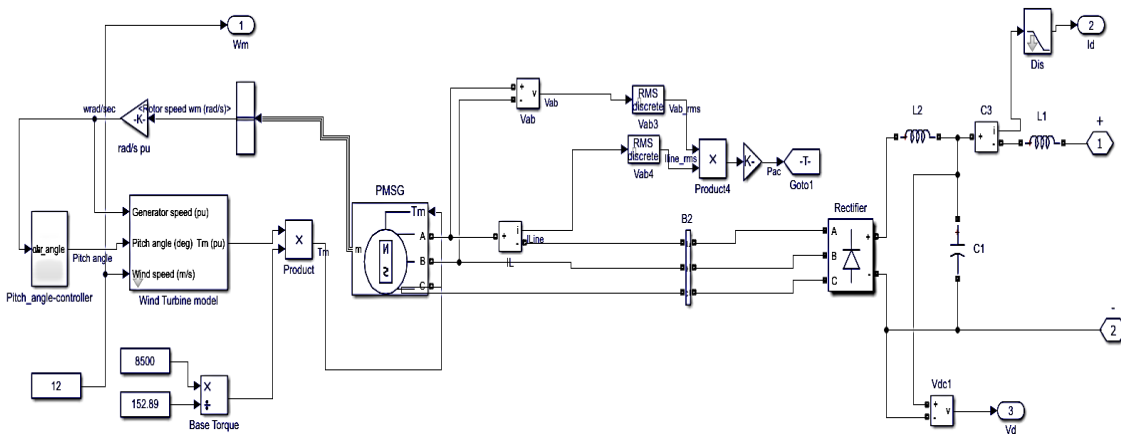 1
Wm
2
Id
Dis
wrad/sec
<Rotor speed wm (rad/s)>
-K-
rad/s pu
+
v
-
Vab
RMS
discrete
Vab_rms
Vab3
RMS
discrete
Iline_rms
Vab4
X
Product4
K-
Pac
-T-
Goto1
L2
C3
+
i
-
L1
+
1
PMSG
Tm
m
N
S
A
B
C
Generator speed (pu)
Pitch angle (deg)
Tm (pu)
Wind speed (m/s)
Wind Turbine model
Pitch angle
Pitch_angle-controller
X
Product
Tm
+
i
-
ILine
IL
B2
Rectifier
A
B
C
+
-
+
C1
-
2
12
8500
152.89
X
÷
Base Torque
Vdc1
+
v
-
3
Vd